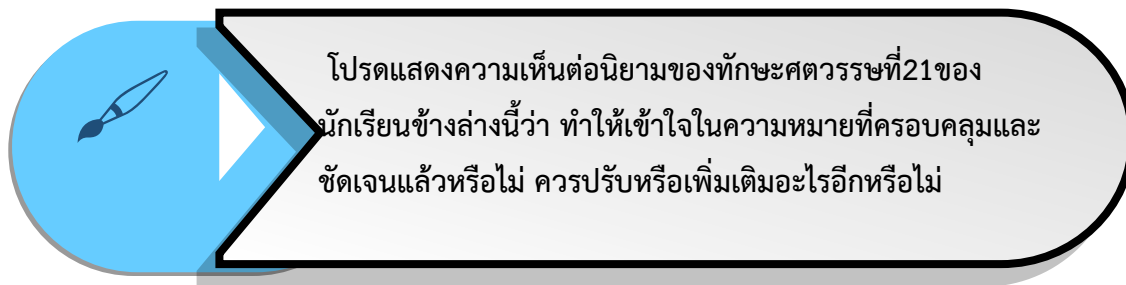 โปรดแสดงความเห็นต่อนิยามของทักษะศตวรรษที่21ของ
นักเรียนข้างล่างนี้ว่า ทำให้เข้าใจในความหมายที่ครอบคลุมและ
ชัดเจนแล้วหรือไม่ ควรปรับหรือเพิ่มเติมอะไรอีกหรือไม่